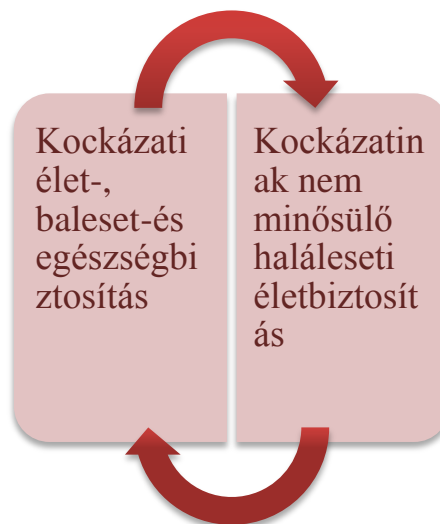 Kockázati
élet-,
baleset-és
egészségbi
ztosítás
Kockázatin
ak nem
minősülő
haláleseti
életbiztosít
ás